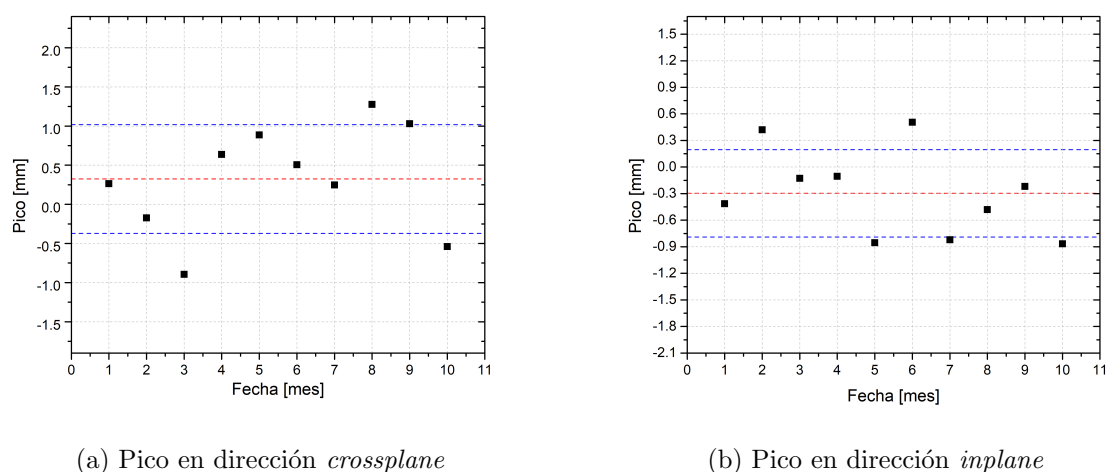 2.0
1.5
1.0
0.5
0.0
-0.5
-1.0
-1.5
Pico [mm]
0 1 2 3 4 5 6 7 8 9 10 11
Fecha [mes]
(a) Pico en dirección crossplane
1.5
1.2
0.9
0.6
0.3
0.0
-0.3
-0.6
-0.9
-1.2
-1.5
-1.8
-2.1
Pico [mm]
0 1 2 3 4 5 6 7 8 9 10 11
Fecha [mes]
(b) Pico en dirección inplane